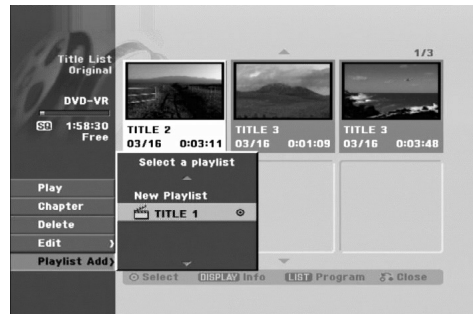 Title List
Original
1/3
DVD-VR
SQ 1:58:30
Free
TITLE 2
03/16 0:03:11
TITLE 3
03/16 0:01:09
TITLE 3
03/16 0:03:48
Play
Chapter
Delete
Edit
Playlist Add
Select a playlist
New Playlist
TITLE 1
Select DISPLAY Info LIST Program Close